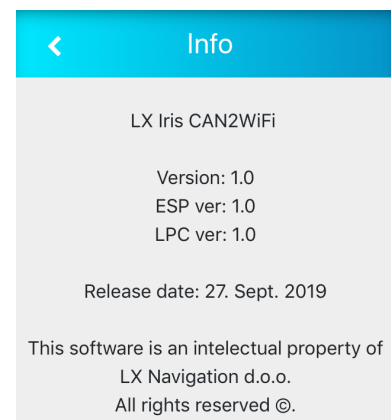 Info
LX Iris CAN2WiFi
Version: 1.0
ESP ver: 1.0
LPC ver: 1.0
Release date: 27. Sept. 2019
This software is an intelectual property of
LX Navigation d.o.o.
All rights reserved ©.